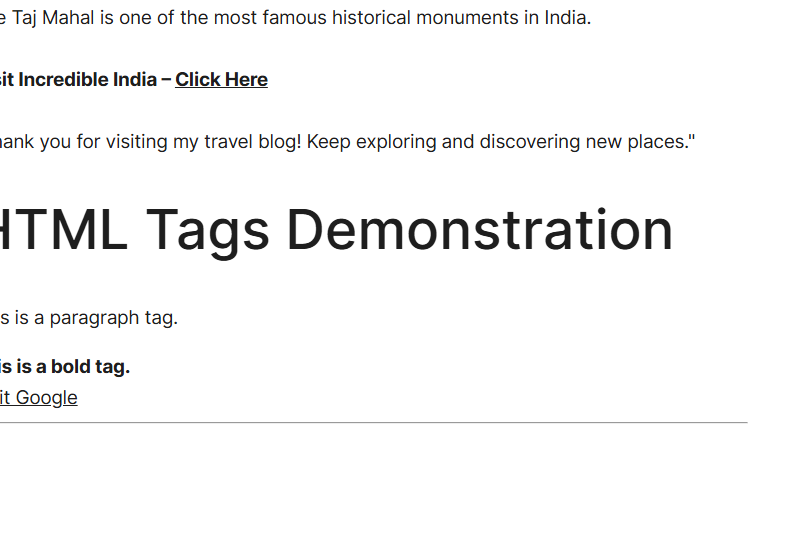 e Taj Mahal is one of the most famous historical monuments in India.
sit Incredible India – Click Here
hank you for visiting my travel blog! Keep exploring and discovering new places."
HTML Tags Demonstration
s is a paragraph tag.
is is a bold tag.
it Google